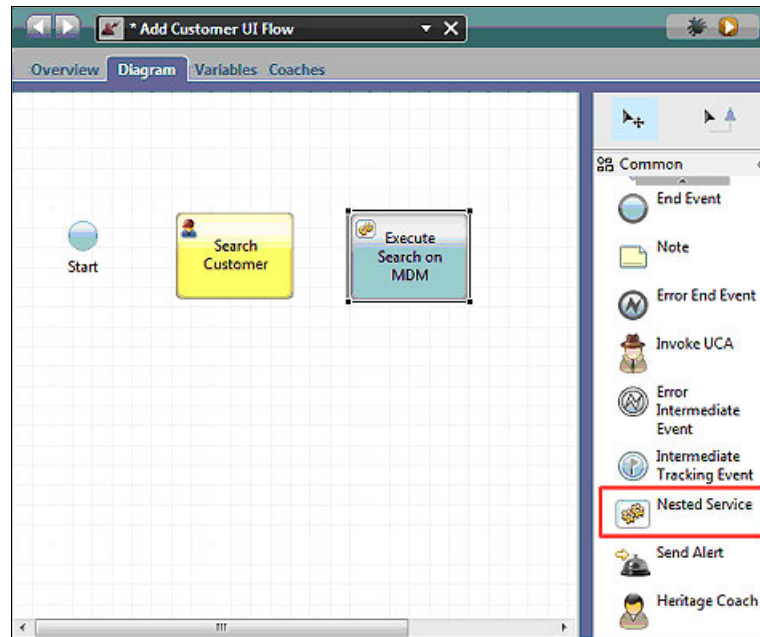 * Add Customer UI Flow
Overview Diagram Variables Coaches
Start
Search
Customer
Execute
Search on
MDM
Common
End Event
Note
Error End Event
Invoke UCA
Error
Intermediate
Event
Intermediate
Tracking Event
Nested Service
Send Alert
Heritage Coach